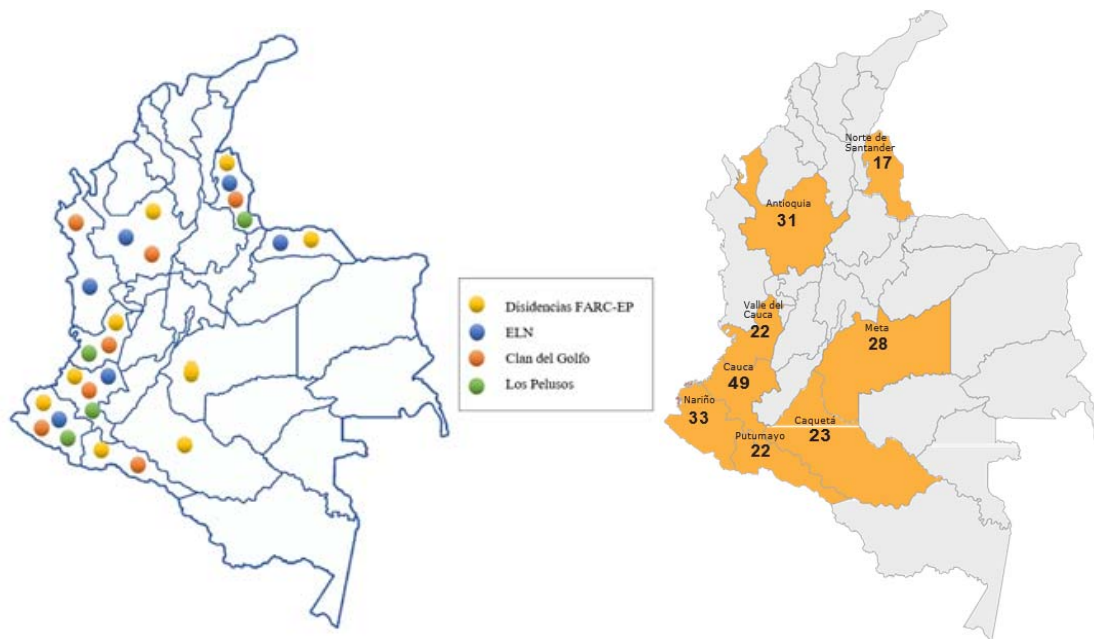 Disidencias FARC-EP
ELN
Clan del Golfo
Los Pelusos
Norte de
Santander
17
Antioquia
31
Valle del
Cauca
22
Meta
28
Cauca
49
Nariño
33
Caquetá
23
Putumayo
22